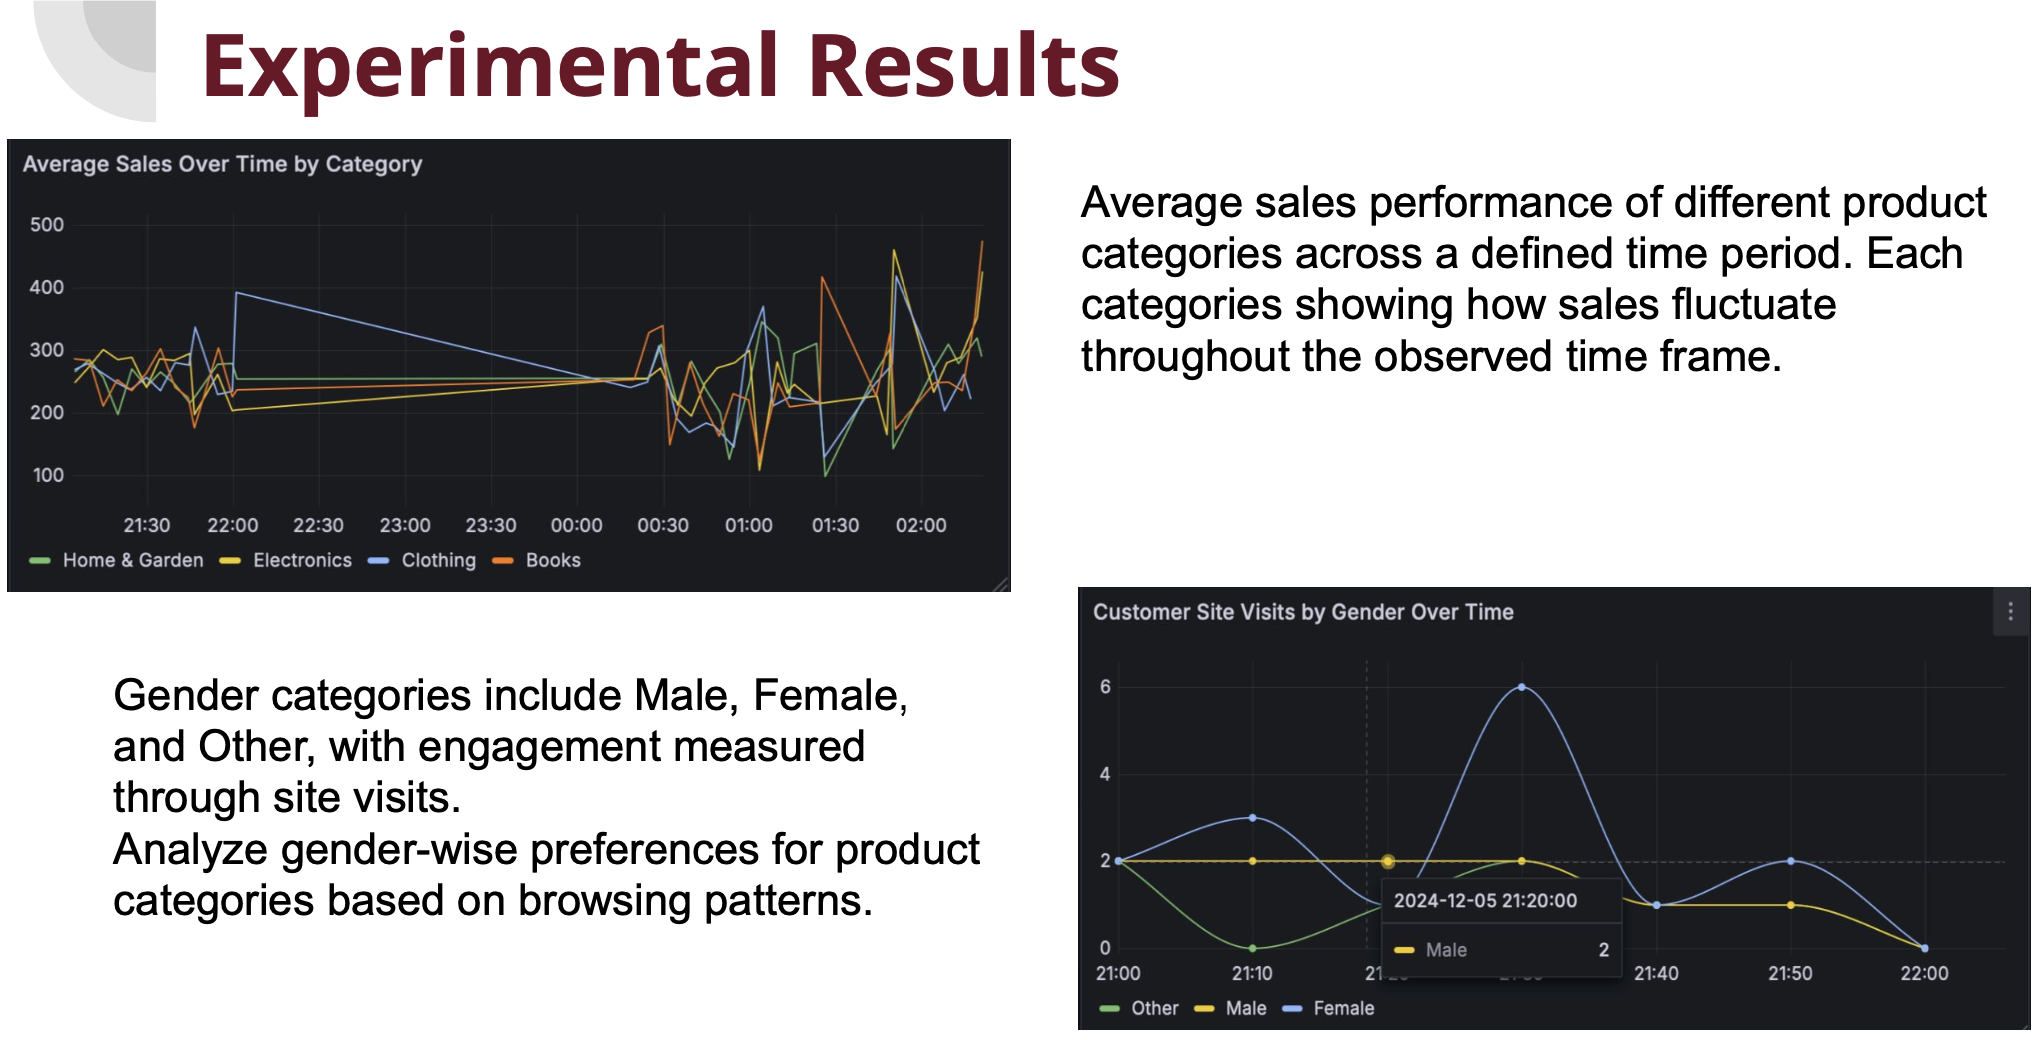 Experimental Results
Average Sales Over Time by Category
500
400
300
200
100
21:30 22:00 22:30 23:00 23:30 00:00 00:30 01:00 01:30 02:00
Home & Garden Electronics Clothing Books
Average sales performance of different product
categories across a defined time period. Each
categories showing how sales fluctuate
throughout the observed time frame.
Gender categories include Male, Female,
and Other, with engagement measured
through site visits.
Analyze gender-wise preferences for product
categories based on browsing patterns.
Customer Site Visits by Gender Over Time
6
4
2
0
2024-12-05 21:20:00
Male 2
21:00 21:10 21:40 21:50 22:00
Other Male Female